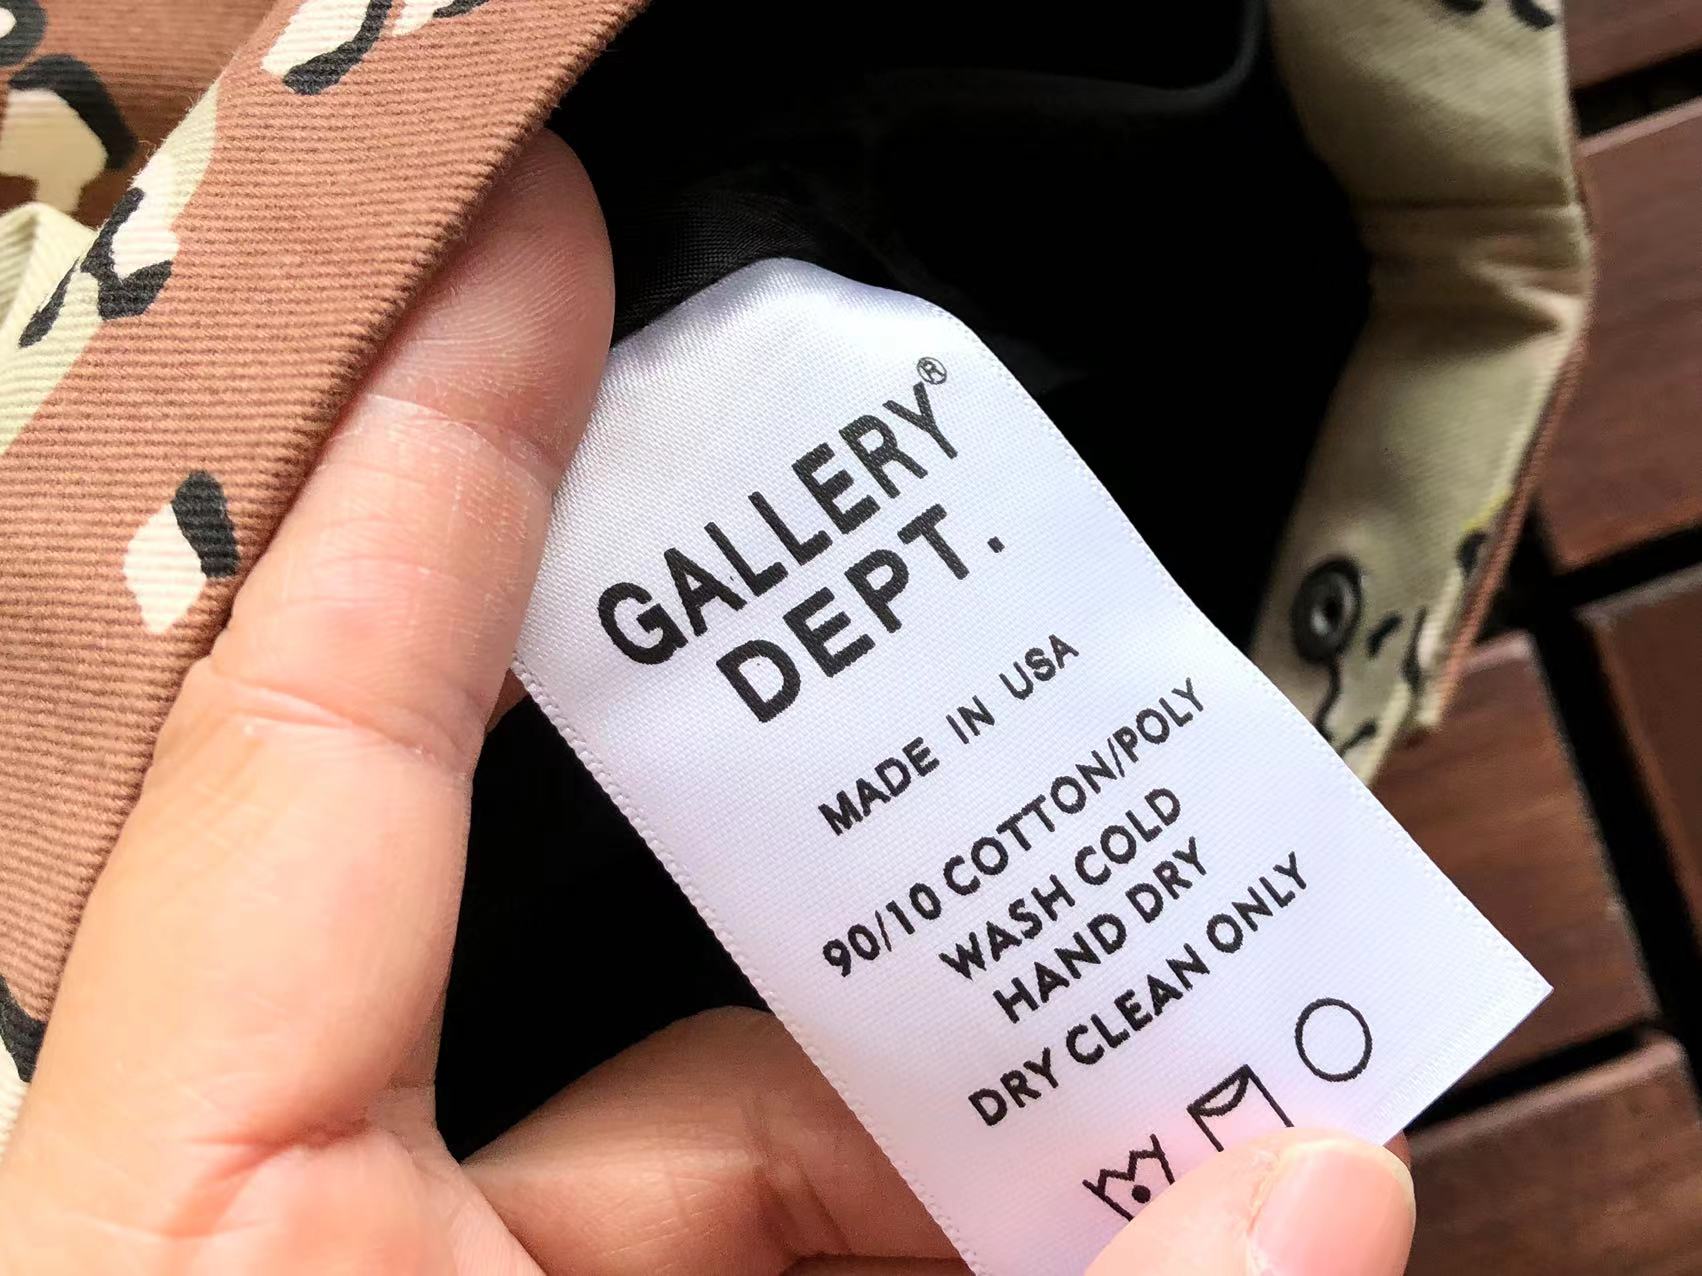 GALLERY®
DEPT.
MADE IN USA
90/10 COTTON/POLY
WASH COLD
HAND DRY
DRY CLEAN ONLY